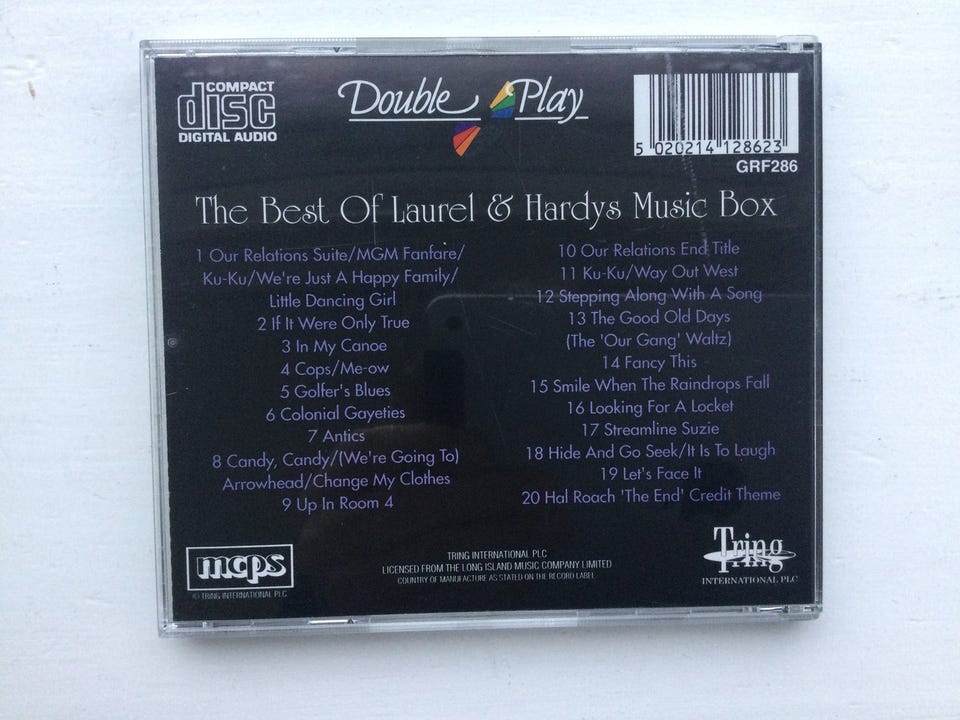 COMPACT
disc
DIGITAL AUDIO
Double Play
5 020214 128623
GRF286
The Best Of Laurel & Hardys Music Box
1 Our Relations Suite/MGM Fanfare/
Ku-Ku/We're Just A Happy Family/
Little Dancing Girl
2 If It Were Only True
3 In My Canoe
4 Cops/Me-ow
5 Golfer's Blues
6 Colonial Gayeties
7 Antics
8 Candy, Candy/(We're Going To)
Arrowhead/Change My Clothes
9 Up In Room 4
10 Our Relations End Title
11 Ku-Ku/Way Out West
12 Stepping Along With A Song
13 The Good Old Days
(The 'Our Gang' Waltz)
14 Fancy This
15 Smile When The Raindrops Fall
16 Looking For A Locket
17 Streamline Suzie
18 Hide And Go Seek/It Is To Laugh
19 Let's Face It
20 Hal Roach 'The End' Credit Theme
mcps
© TRING INTERNATIONAL PLC
TRING INTERNATIONAL PLC
LICENSED FROM THE LONG ISLAND MUSIC COMPANY LIMITED
COUNTRY OF MANUFACTURE AS STATED ON THE RECORD LABEL
Tring
INTERNATIONAL PLC